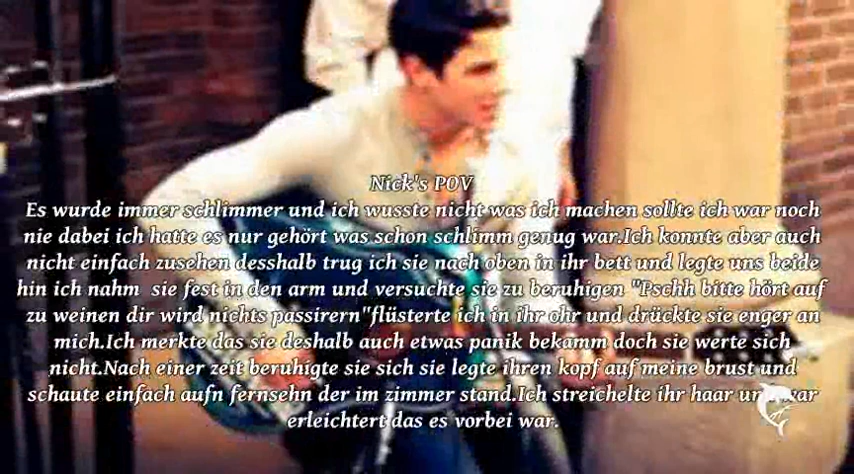 Nick's POV
Es wurde immer schlimmer und ich wusste nicht was ich machen sollte ich war noch
nie dabei ich hatte es nur gehört was schon schlimm genug war.Ich konnte aber auch
nicht einfach zusehen desshalb trug ich sie nach oben in ihr bett und legte uns beide
hin ich nahm sie fest in den arm und versuchte sie zu beruhigen "Pschh bitte hört auf
zu weinen dir wird nichts passirern"flüsterte ich in ihr ohr und drückte sie enger an
mich.Ich merkte das sie deshalb auch etwas panik bekamm doch sie werte sich
nicht.Nach einer zeit beruhigte sie sich sie legte ihren kopf auf meine brust und
schaute einfach aufn fernsehn der im zimmer stand.Ich streichelte ihr haar und war
erleichtert das es vorbei war.